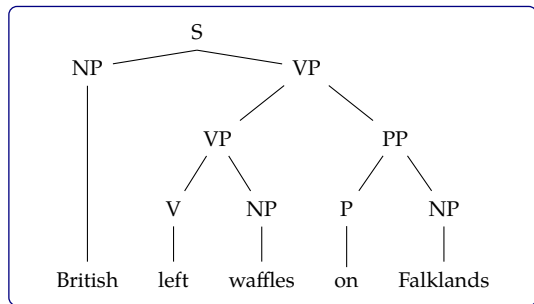 S
NP VP
VP PP
V NP P NP
British left waffles on Falklands